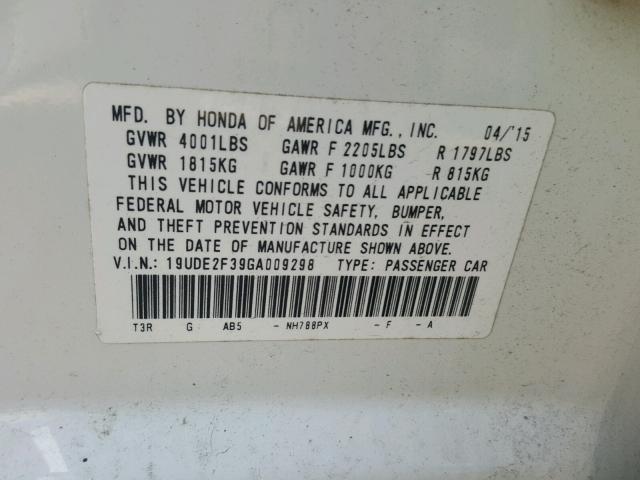 MFD. BY HONDA OF AMERICA MFG., INC. 04/'15
GVWR 4001LBS GAWR F 2205LBS R 1797LBS
GVWR 1815KG GAWR F 1000KG R 815KG
THIS VEHICLE CONFORMS TO ALL APPLICABLE
FEDERAL MOTOR VEHICLE SAFETY, BUMPER,
AND THEFT PREVENTION STANDARDS IN EFFECT
ON THE DATE OF MANUFACTURE SHOWN ABOVE.
V.I.N.: 19UDE2F39GA009298 TYPE: PASSENGER CAR
T3R G AB5 - NH788PX - F - A